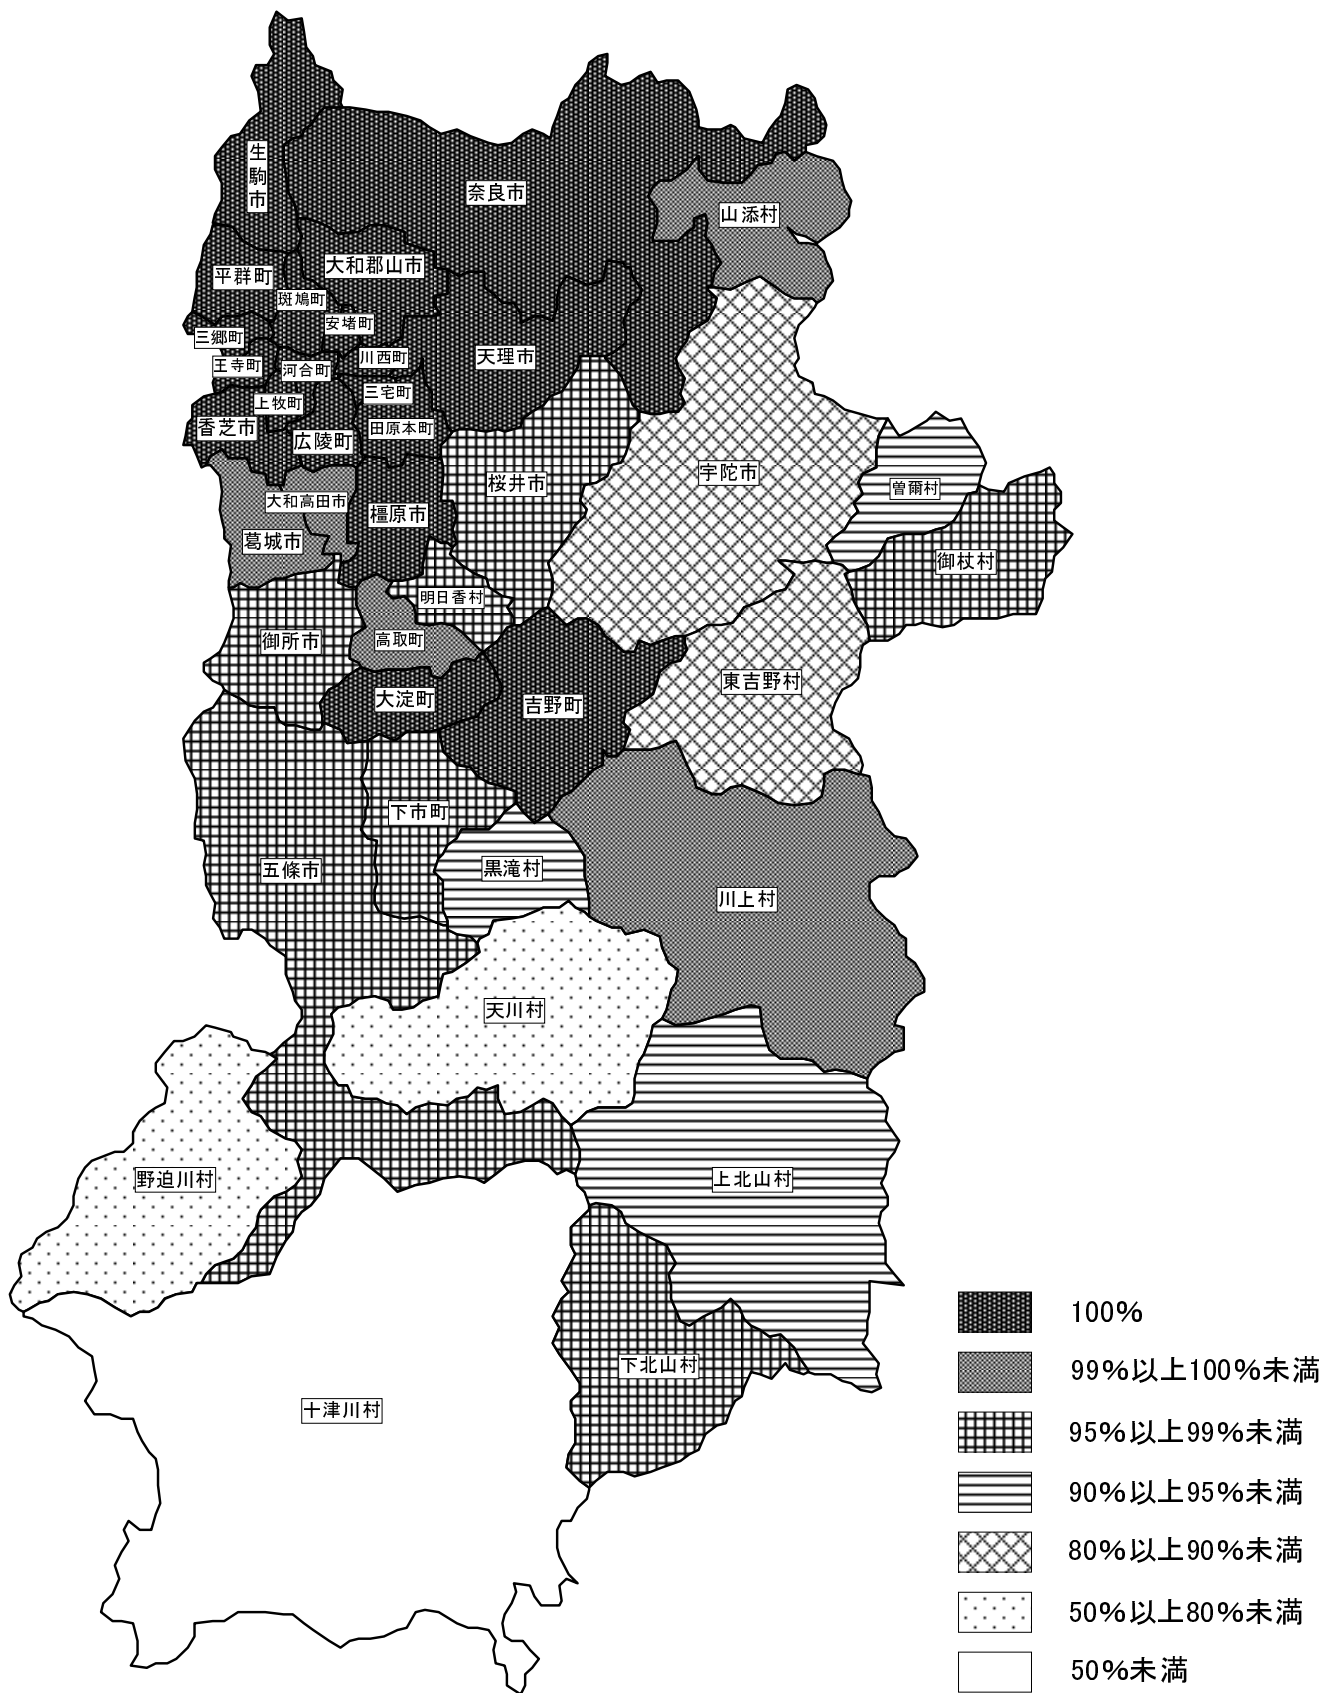 生駒市
奈良市
山添村
大和郡山市
平群町
斑鳩町
安堵町
三郷町
川西町
天理市
王寺町
河合町
三宅町
上牧町
香芝市
田原本町
広陵町
宇陀市
桜井市
曽爾村
大和高田市
橿原市
葛城市
御杖村
明日香村
御所市
高取町
東吉野村
大淀町
吉野町
下市町
五條市
黒滝村
川上村
天川村
野迫川村
上北山村
下北山村
十津川村
100%
99%以上100%未満
95%以上99%未満
90%以上95%未満
80%以上90%未満
50%以上80%未満
50%未満